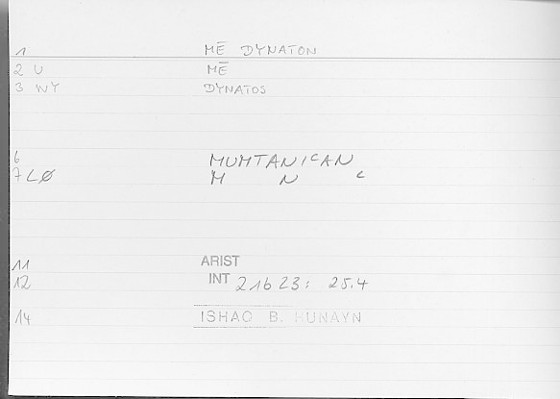 1 MĒ DYNATON
2 U MĒ
3 WY DYNATOS
6 MUMTANIᶜAN
7 LØ M N ᶜ
11 ARIST
12 INT 21b23: 25.4
14 ISHAQ B. HUNAYN